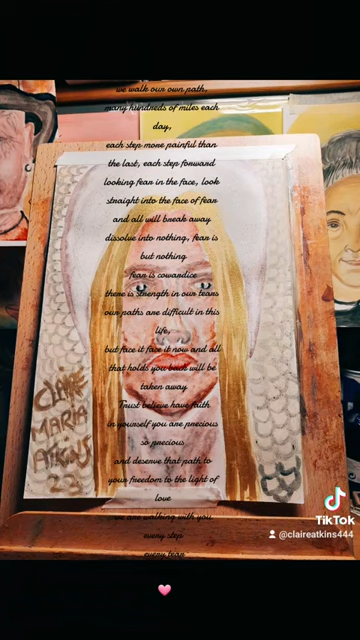 we walk our own path,
many hundreds of miles each
day,
each step more painful than
the last, each step forward
looking fear in the face, look
straight into the face of fear
and all will break away
dissolve into nothing, fear is
but nothing
fear is cowardice
there is strength in our tears
our paths are difficult in this
life,
but face it face it now and all
that holds you back will be
taken away
Trust believe have faith
in yourself you are precious
so precious
and deserve that path to
your freedom to the light of
love
we are walking with you
every step
every tear
CLAIRE
MARIA
ATKINS
23
TikTok
@claireatkins444